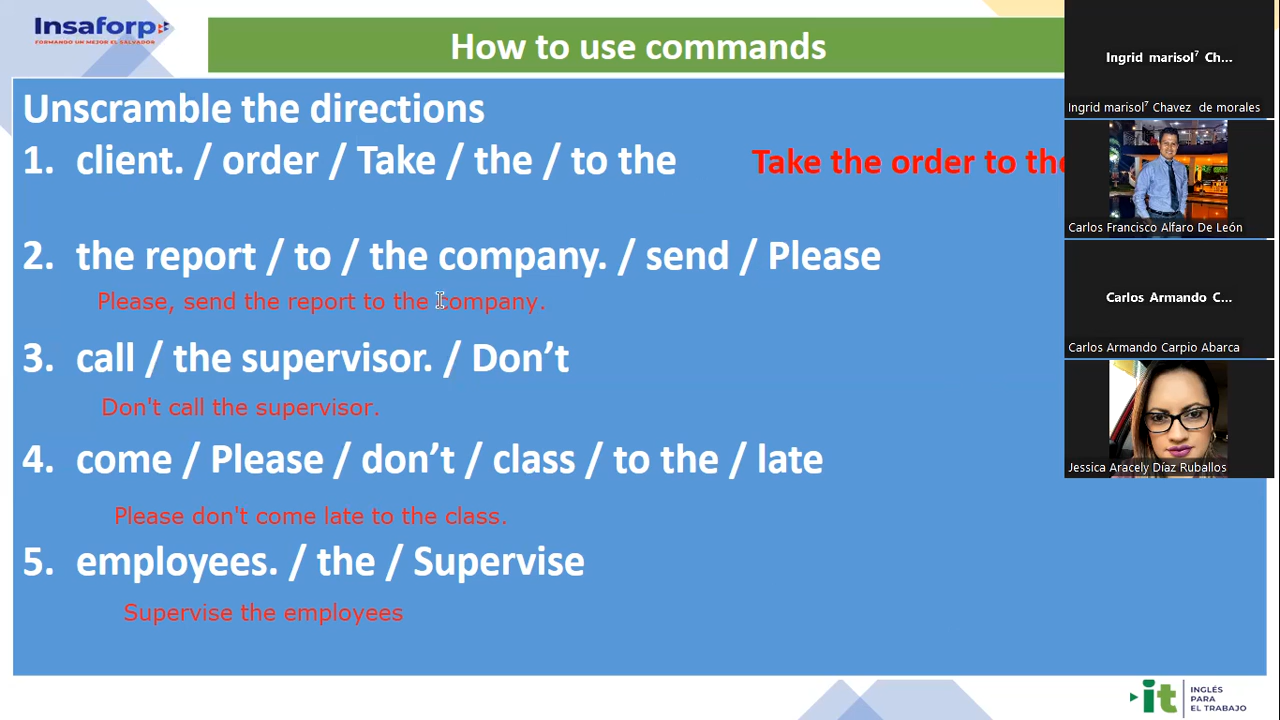 Insaforp
FORMANDO UN MEJOR EL SALVADOR
How to use commands
Unscramble the directions
1. client. / order / Take / the / to the
Take the order to the
2. the report / to / the company. / send / Please
Please, send the report to the company.
3. call / the supervisor. / Don’t
Don't call the supervisor.
4. come / Please / don’t / class / to the / late
Please don't come late to the class.
5. employees. / the / Supervise
Supervise the employees
Ingrid marisol⁷ Ch...
Ingrid marisol⁷ Chavez de morales
Carlos Francisco Alfaro De León
Carlos Armando C...
Carlos Armando Carpio Abarca
Jessica Aracely Díaz Ruballos
it
INGLÉS
PARA
EL TRABAJO